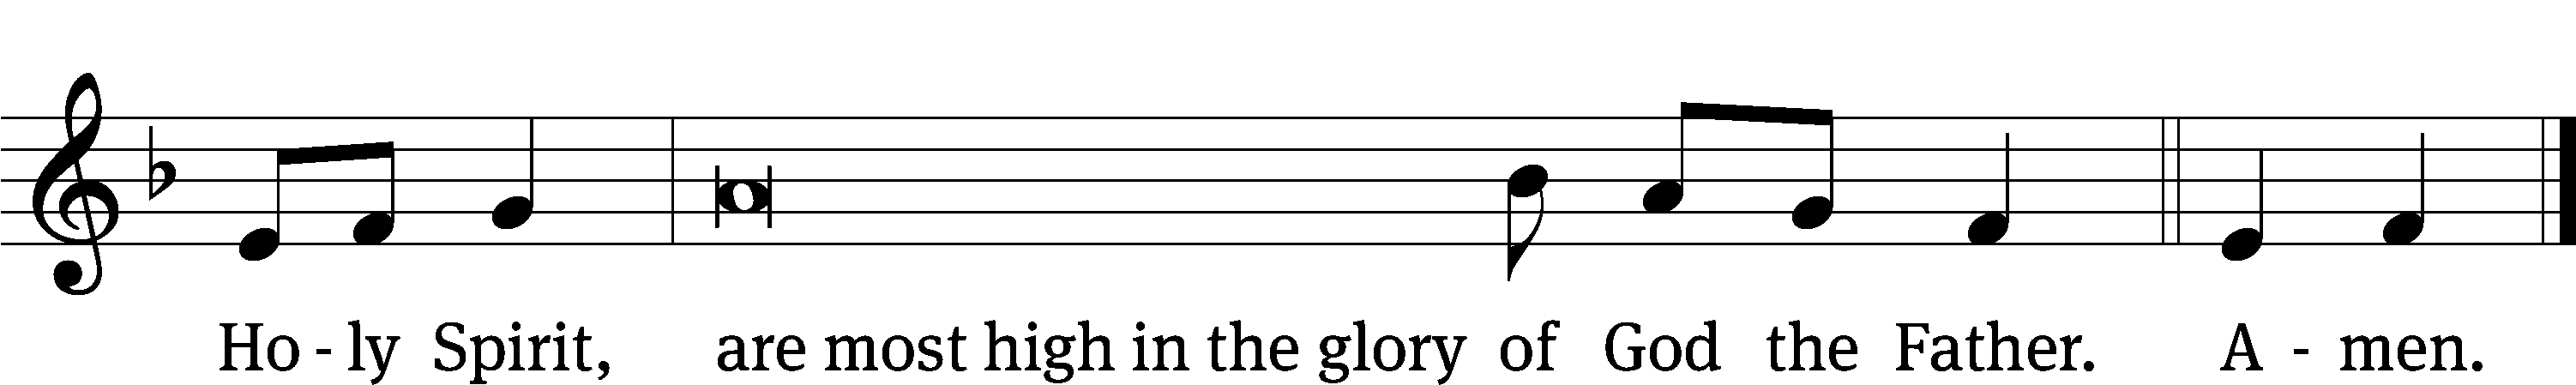 Ho - ly Spirit, are most high in the glory of God the Father. A - men.